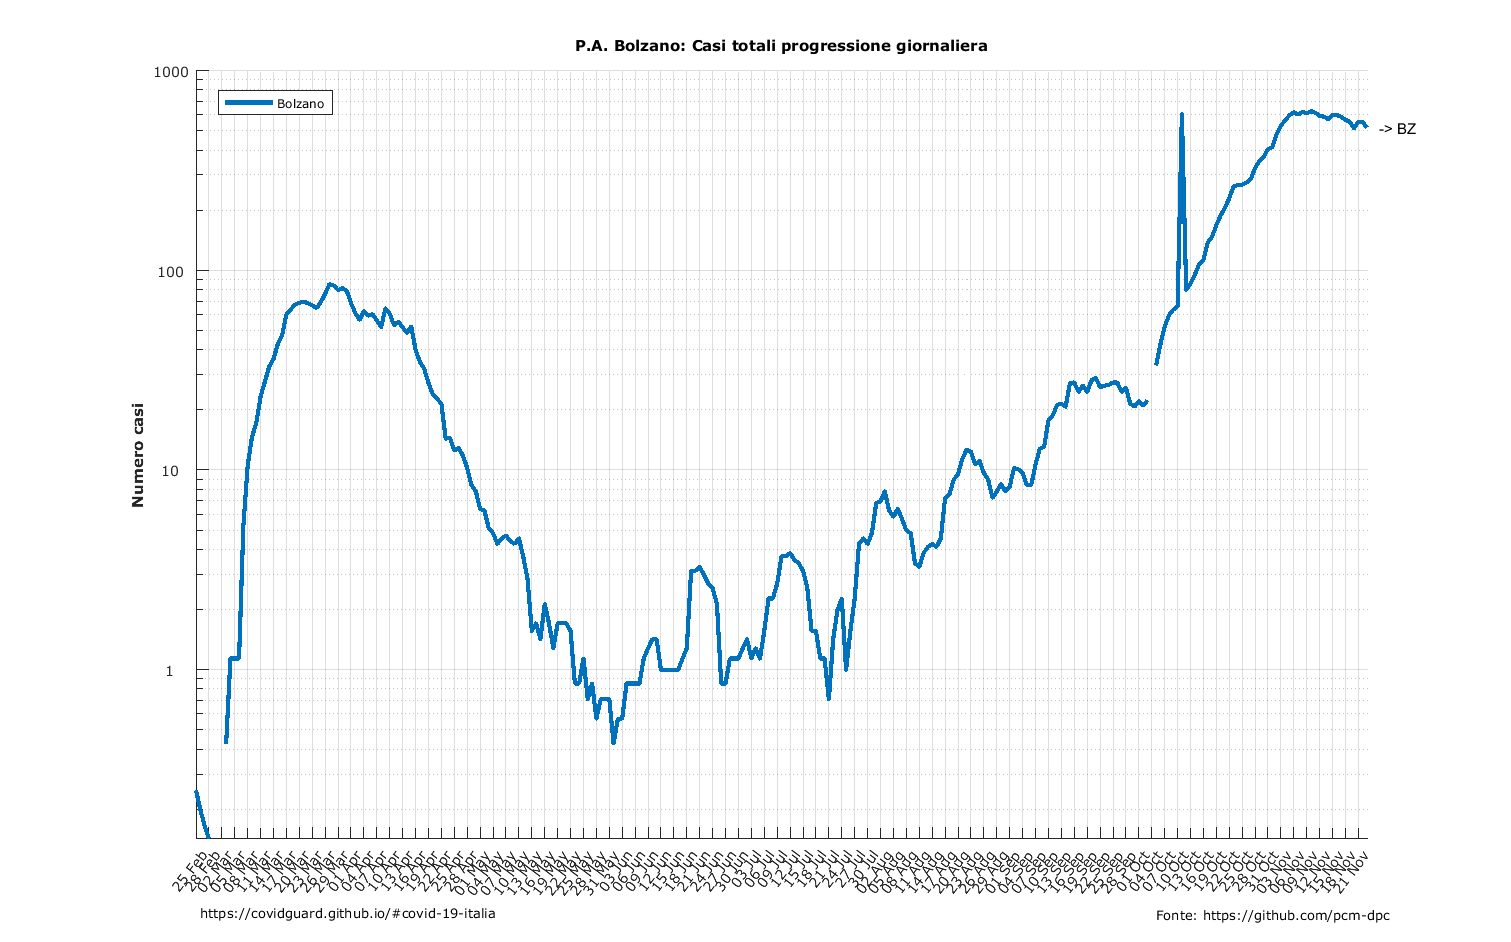 P.A. Bolzano: Casi totali progressione giornaliera
1000
Bolzano
-> BZ
100
Numero casi
10
1
25 Feb
28 Feb
02 Mar
05 Mar
08 Mar
11 Mar
14 Mar
17 Mar
20 Mar
23 Mar
26 Mar
29 Mar
01 Apr
04 Apr
07 Apr
10 Apr
13 Apr
16 Apr
19 Apr
22 Apr
25 Apr
28 Apr
01 May
04 May
07 May
10 May
13 May
16 May
19 May
22 May
25 May
28 May
31 May
03 Jun
06 Jun
09 Jun
12 Jun
15 Jun
18 Jun
21 Jun
24 Jun
27 Jun
30 Jun
03 Jul
06 Jul
09 Jul
12 Jul
15 Jul
18 Jul
21 Jul
24 Jul
27 Jul
30 Jul
02 Aug
05 Aug
08 Aug
11 Aug
14 Aug
17 Aug
20 Aug
23 Aug
26 Aug
29 Aug
01 Sep
04 Sep
07 Sep
10 Sep
13 Sep
16 Sep
19 Sep
22 Sep
25 Sep
28 Sep
01 Oct
04 Oct
07 Oct
10 Oct
13 Oct
16 Oct
19 Oct
22 Oct
25 Oct
28 Oct
31 Oct
03 Nov
06 Nov
09 Nov
12 Nov
15 Nov
18 Nov
21 Nov
https://covidguard.github.io/#covid-19-italia
Fonte: https://github.com/pcm-dpc